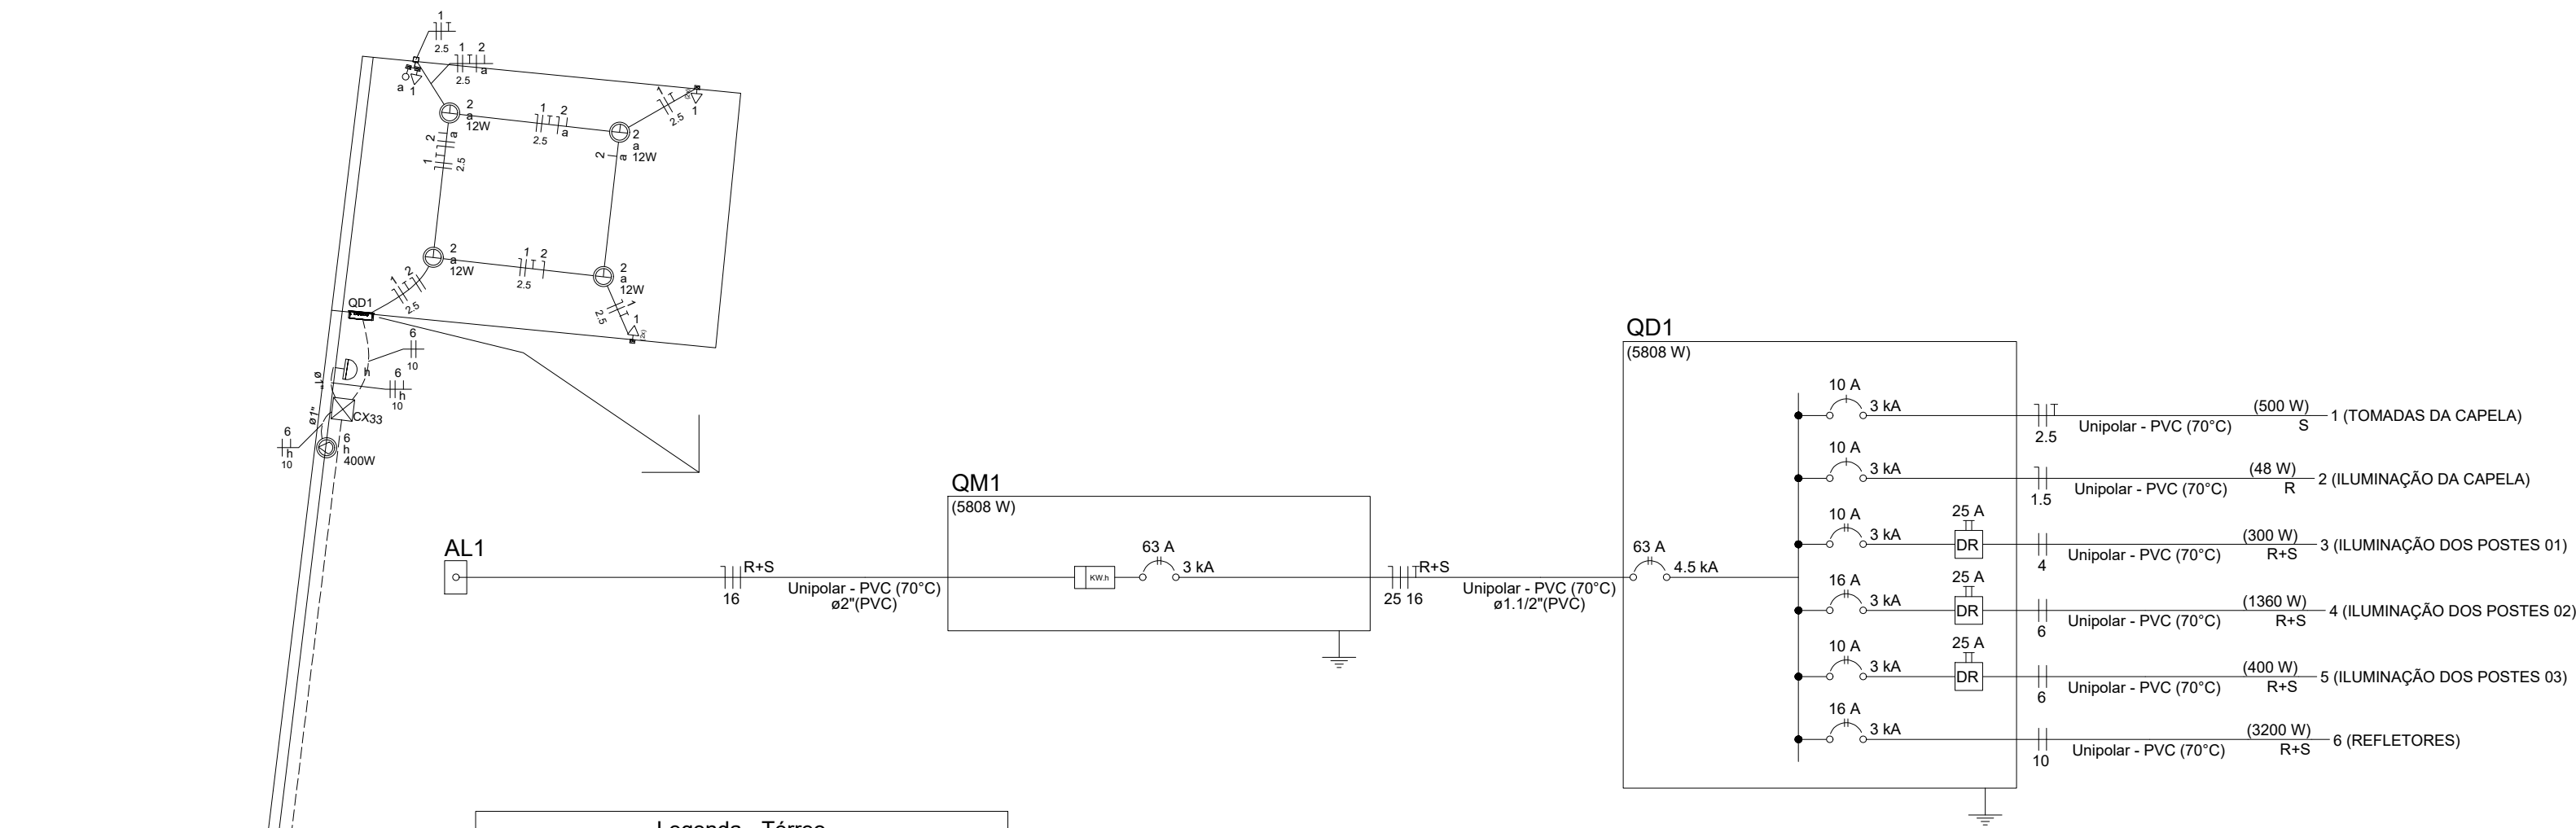 1
2.5
1 2
a
2.5
a 1
2
a
12W
1 2
a
2.5
1
2.5
1
2
a
12W
2 a
2 a
1
2.5
2
a
12W
1 2
2.5
2
a
12W
1 2
2.5
1
2.5
1
QD1
6
10
h
ø1"
6
h
10
ø1"
CX33
6
h
10
6
h
400W
AL1
R+S
16
Unipolar - PVC (70°C)
ø2"(PVC)
QM1
(5808 W)
KW.h
63 A
3 kA
R+S
25 16
Unipolar - PVC (70°C)
ø1.1/2"(PVC)
QD1
(5808 W)
63 A
4.5 kA
10 A
3 kA
2.5
Unipolar - PVC (70°C)
(500 W)
S
1 (TOMADAS DA CAPELA)
10 A
3 kA
1.5
Unipolar - PVC (70°C)
(48 W)
R
2 (ILUMINAÇÃO DA CAPELA)
10 A
3 kA
25 A
DR
4
Unipolar - PVC (70°C)
(300 W)
R+S
3 (ILUMINAÇÃO DOS POSTES 01)
16 A
3 kA
25 A
DR
6
Unipolar - PVC (70°C)
(1360 W)
R+S
4 (ILUMINAÇÃO DOS POSTES 02)
10 A
3 kA
25 A
DR
6
Unipolar - PVC (70°C)
(400 W)
R+S
5 (ILUMINAÇÃO DOS POSTES 03)
16 A
3 kA
10
Unipolar - PVC (70°C)
(3200 W)
R+S
6 (REFLETORES)
Legenda - Térreo